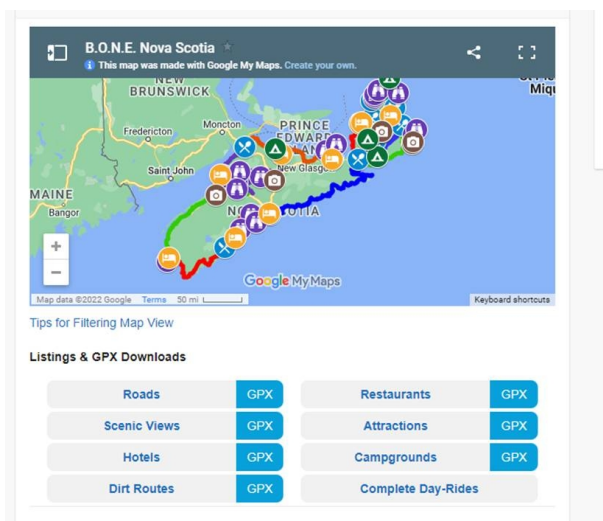 B.O.N.E. Nova Scotia
This map was made with Google My Maps. Create your own.
NEW
BRUNSWICK
Miqu
Fredericton
Moncton
PRINCE
EDWARD
Saint John
New Glasg
MAINE
Bangor
+
−
Google My Maps
Map data ©2022 Google Terms 50 mi
Keyboard shortcuts
Tips for Filtering Map View
Listings & GPX Downloads
Roads GPX Restaurants GPX
Scenic Views GPX Attractions GPX
Hotels GPX Campgrounds GPX
Dirt Routes GPX Complete Day-Rides